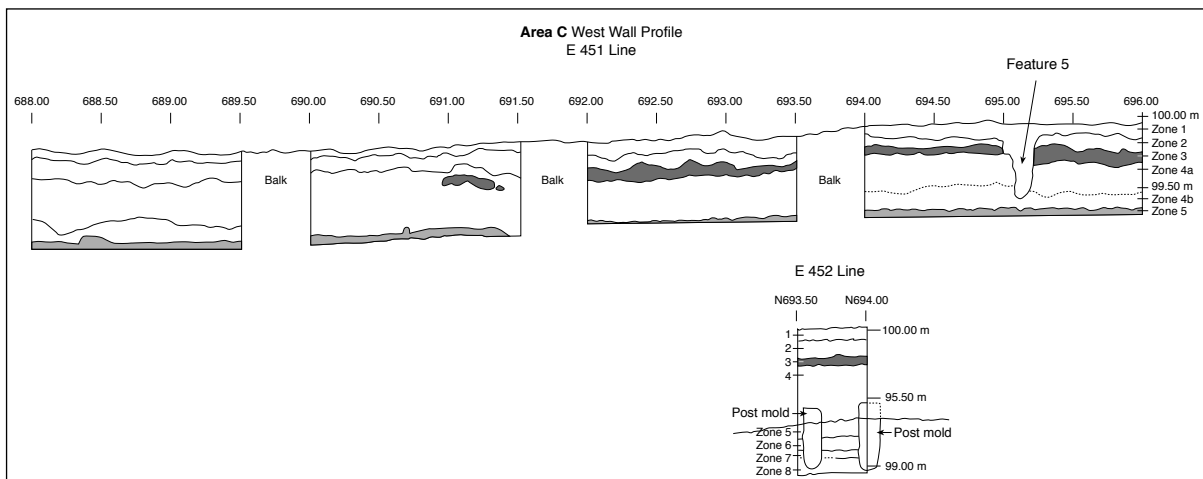 Area C West Wall Profile
E 451 Line
Feature 5
688.00 688.50 689.00 689.50 690.00 690.50 691.00 691.50 692.00 692.50 693.00 693.50 694.00 694.50 695.00 695.50 696.00
100.00 m
Zone 1
Zone 2
Zone 3
Zone 4a
99.50 m
Zone 4b
Zone 5
Balk Balk Balk
E 452 Line
N693.50 N694.00
1
100.00 m
2
3
4
95.50 m
Post mold
Zone 5
Post mold
Zone 6
Zone 7
99.00 m
Zone 8